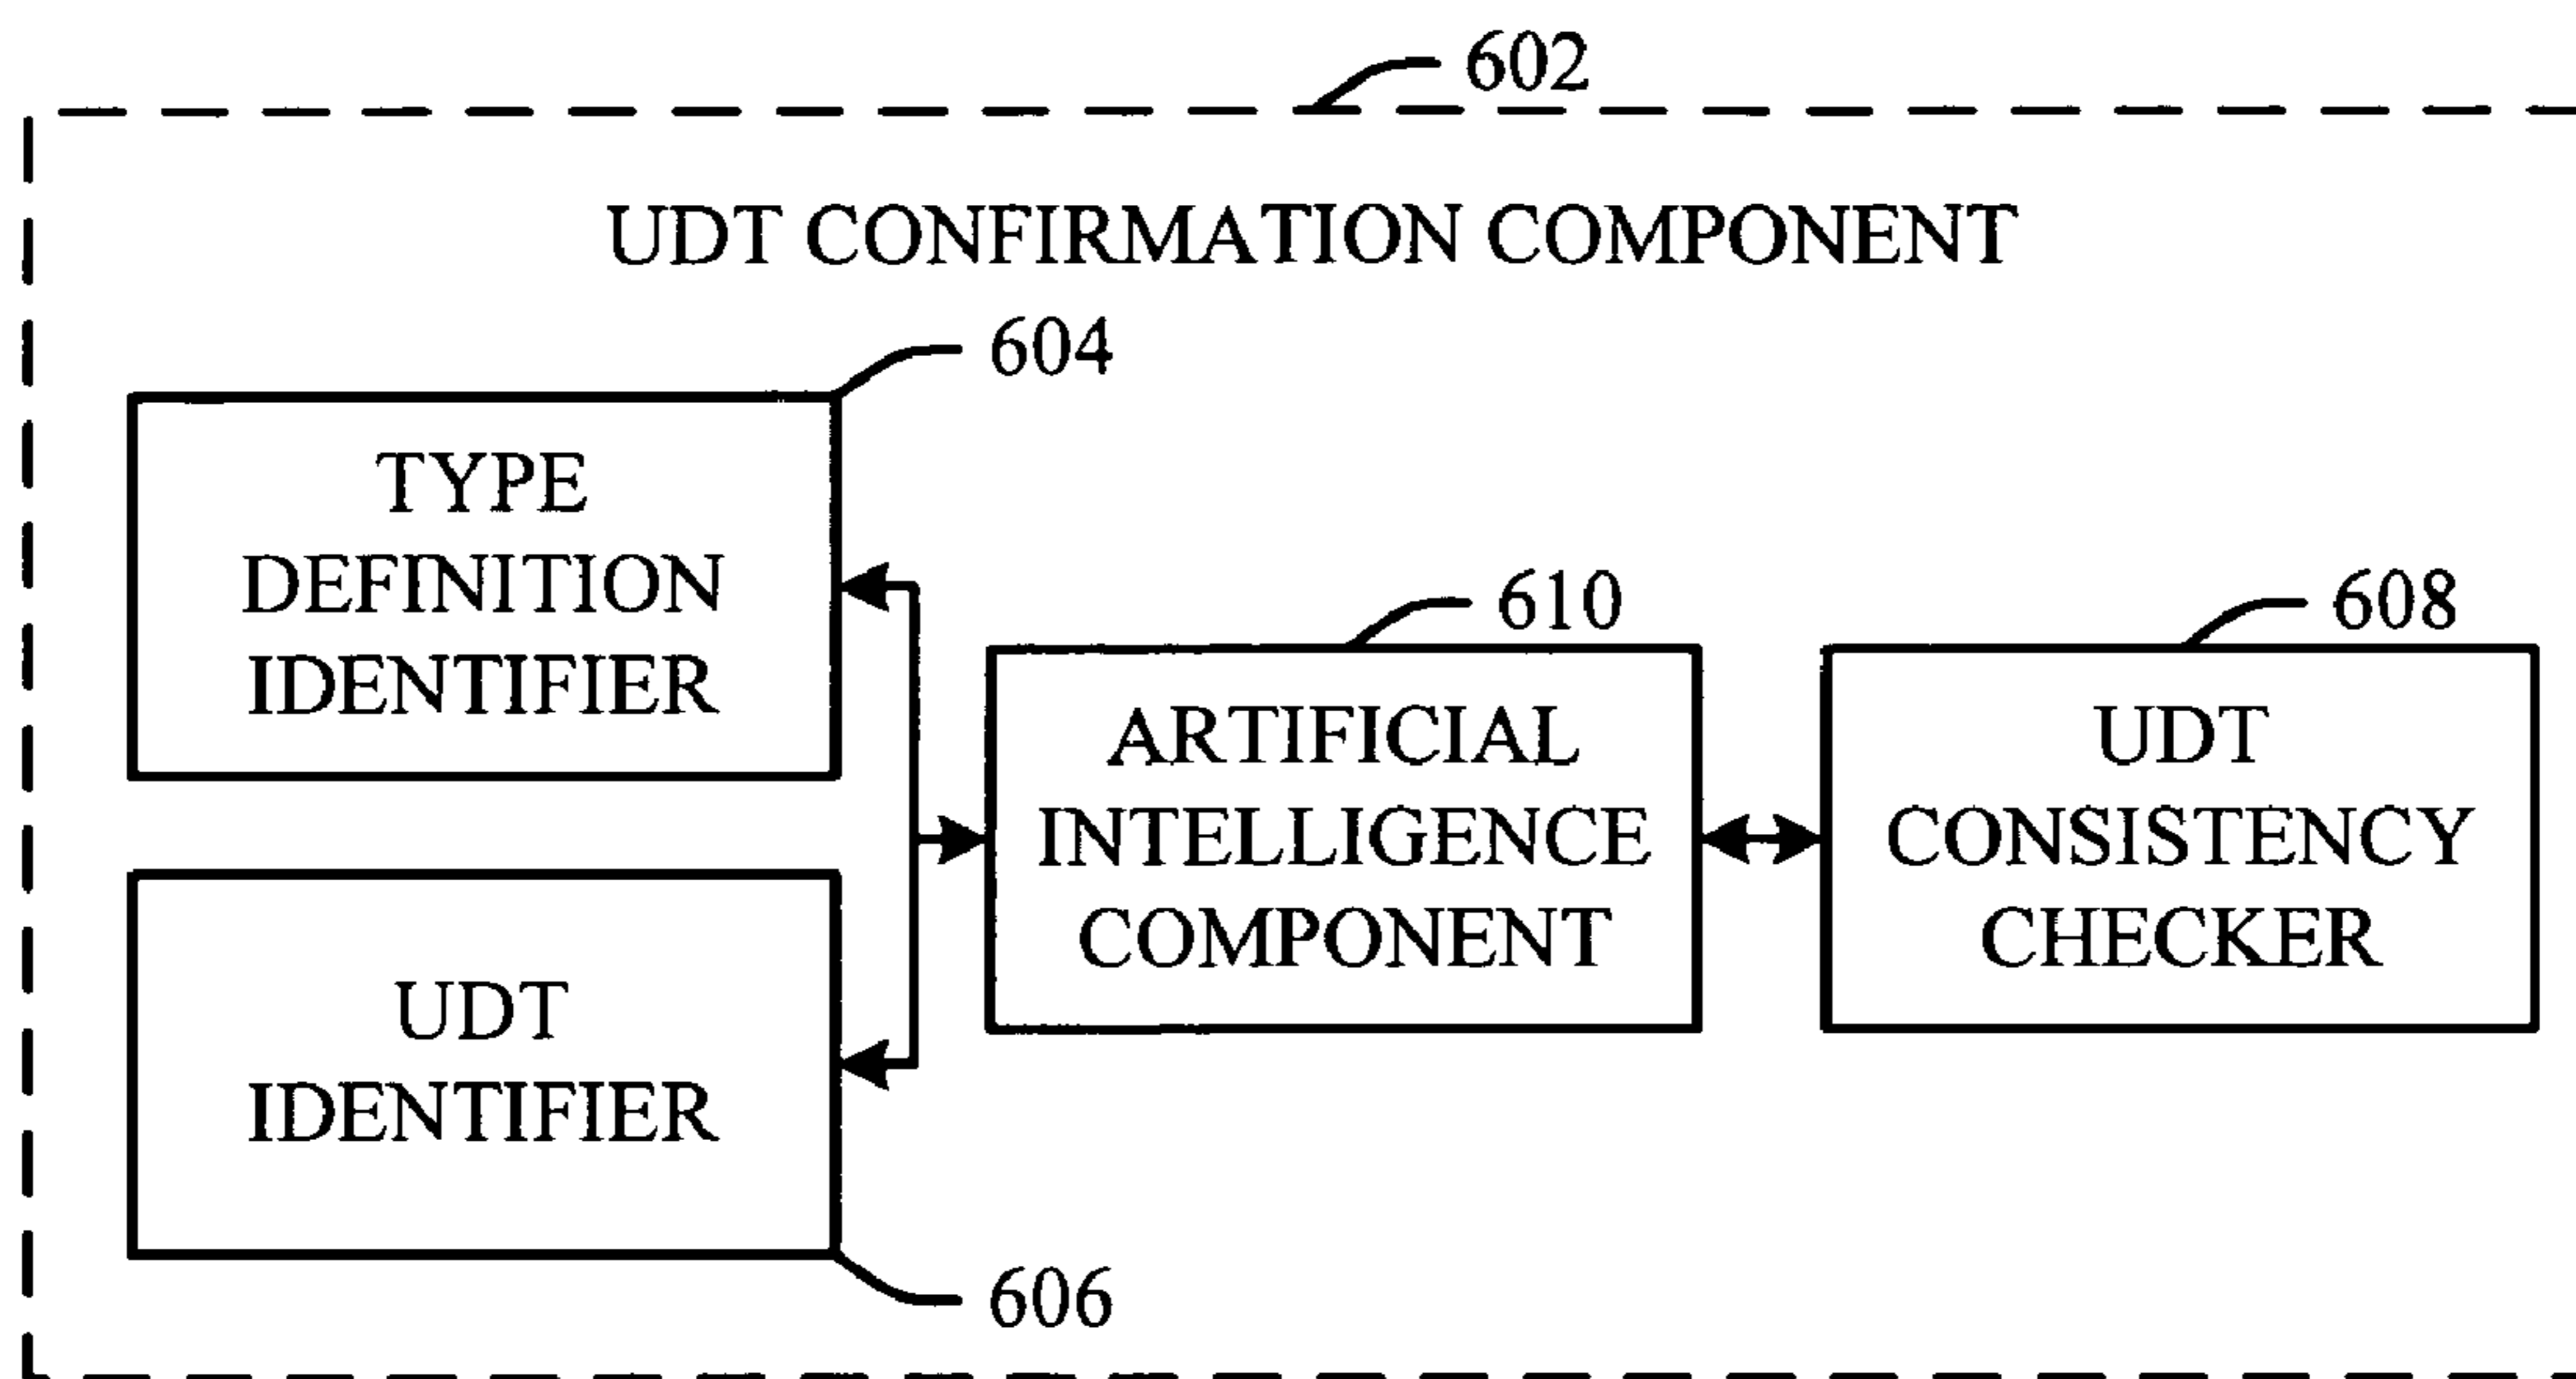 602
UDT CONFIRMATION COMPONENT
604
TYPE
DEFINITION
IDENTIFIER
610
608
ARTIFICIAL
INTELLIGENCE
COMPONENT
UDT
CONSISTENCY
CHECKER
UDT
IDENTIFIER
606